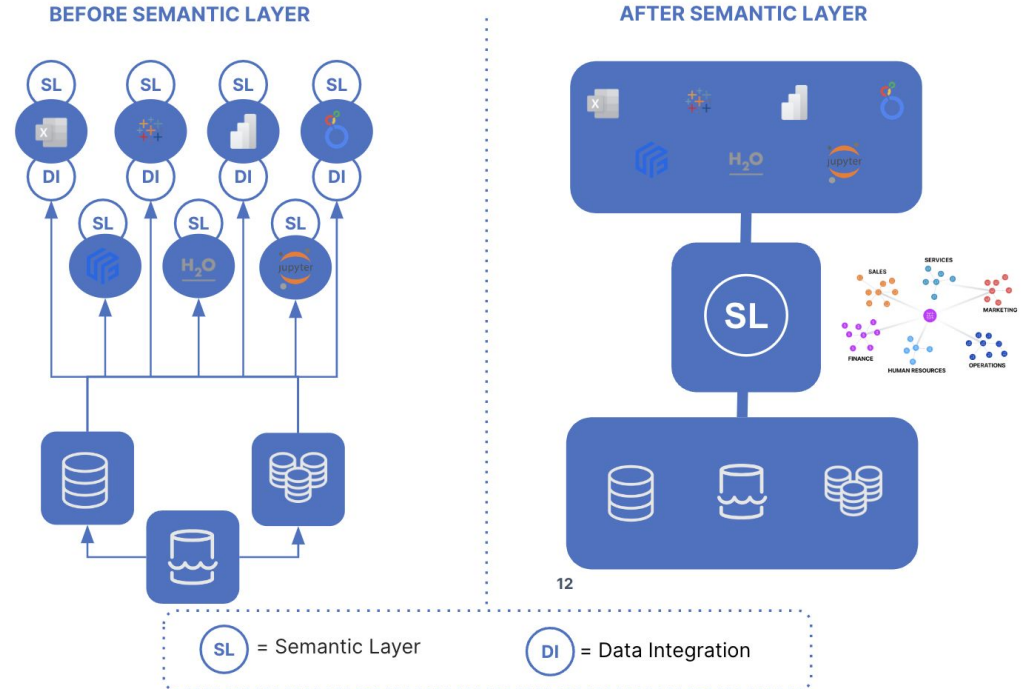 BEFORE SEMANTIC LAYER
SL
SL
SL
SL
X
DI
DI
DI
DI
SL
SL
SL
H2O
jupyter
AFTER SEMANTIC LAYER
X
H2O
jupyter
SL
SERVICES
SALES
MARKETING
FINANCE
HUMAN RESOURCES
OPERATIONS
12
SL = Semantic Layer
DI = Data Integration